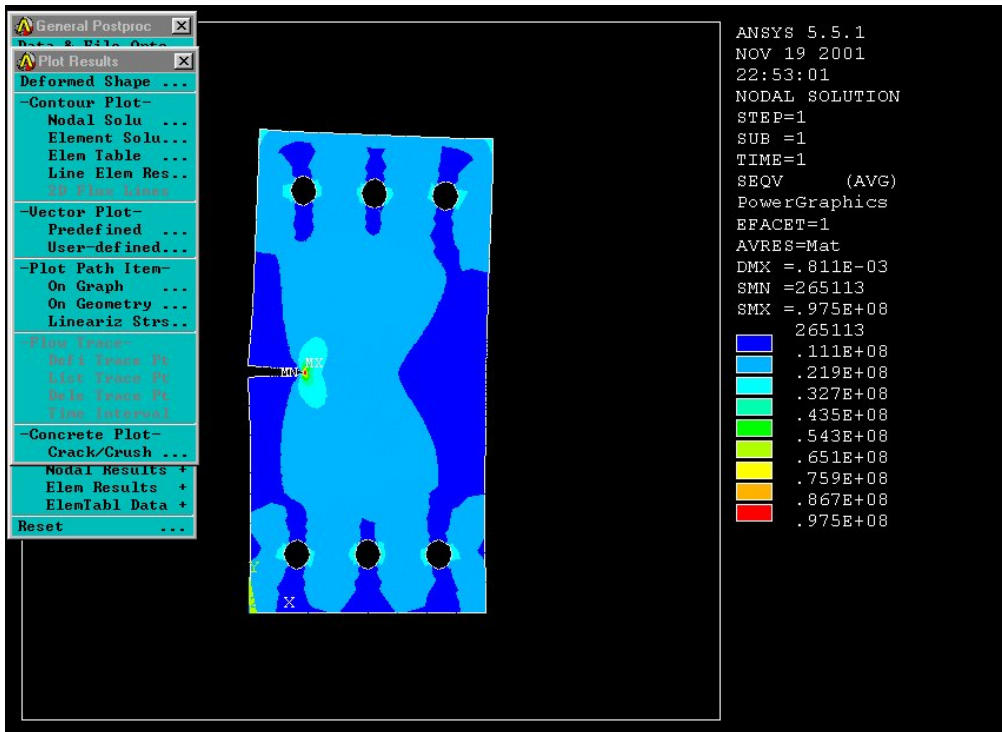 General Postproc
Data & File Opts
Plot Results
Deformed Shape ...
-Contour Plot-
Nodal Solu ...
Element Solu...
Elem Table ...
Line Elem Res..
2D Flux Lines
-Vector Plot-
Predefined ...
User-defined...
-Plot Path Item-
On Graph ...
On Geometry ...
Lineariz Strs..
-Flow Trace-
Defi Trace Pt
List Trace Pt
Dele Trace Pt
Time Interval
-Concrete Plot-
Crack/Crush ...
Nodal Results +
Elem Results +
ElemTabl Data +
Reset ...
MX
MN
Y
X
ANSYS 5.5.1
NOV 19 2001
22:53:01
NODAL SOLUTION
STEP=1
SUB =1
TIME=1
SEQV (AVG)
PowerGraphics
EFACET=1
AVRES=Mat
DMX =.811E-03
SMN =265113
SMX =.975E+08
265113
.111E+08
.219E+08
.327E+08
.435E+08
.543E+08
.651E+08
.759E+08
.867E+08
.975E+08